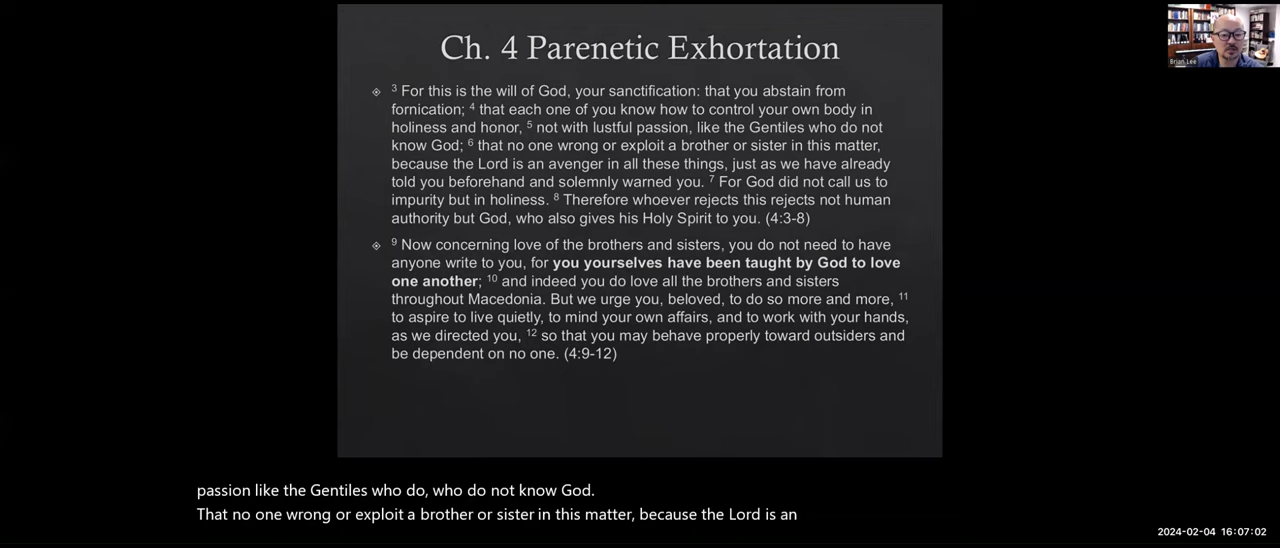 Ch. 4 Parenetic Exhortation
3 For this is the will of God, your sanctification: that you abstain from
fornication; 4 that each one of you know how to control your own body in
holiness and honor, 5 not with lustful passion, like the Gentiles who do not
know God; 6 that no one wrong or exploit a brother or sister in this matter,
because the Lord is an avenger in all these things, just as we have already
told you beforehand and solemnly warned you. 7 For God did not call us to
impurity but in holiness. 8 Therefore whoever rejects this rejects not human
authority but God, who also gives his Holy Spirit to you. (4:3-8)
9 Now concerning love of the brothers and sisters, you do not need to have
anyone write to you, for you yourselves have been taught by God to love
one another; 10 and indeed you do love all the brothers and sisters
throughout Macedonia. But we urge you, beloved, to do so more and more, 11
to aspire to live quietly, to mind your own affairs, and to work with your hands,
as we directed you, 12 so that you may behave properly toward outsiders and
be dependent on no one. (4:9-12)
Brian Lee
passion like the Gentiles who do, who do not know God.
That no one wrong or exploit a brother or sister in this matter, because the Lord is an
2024-02-04 16:07:02